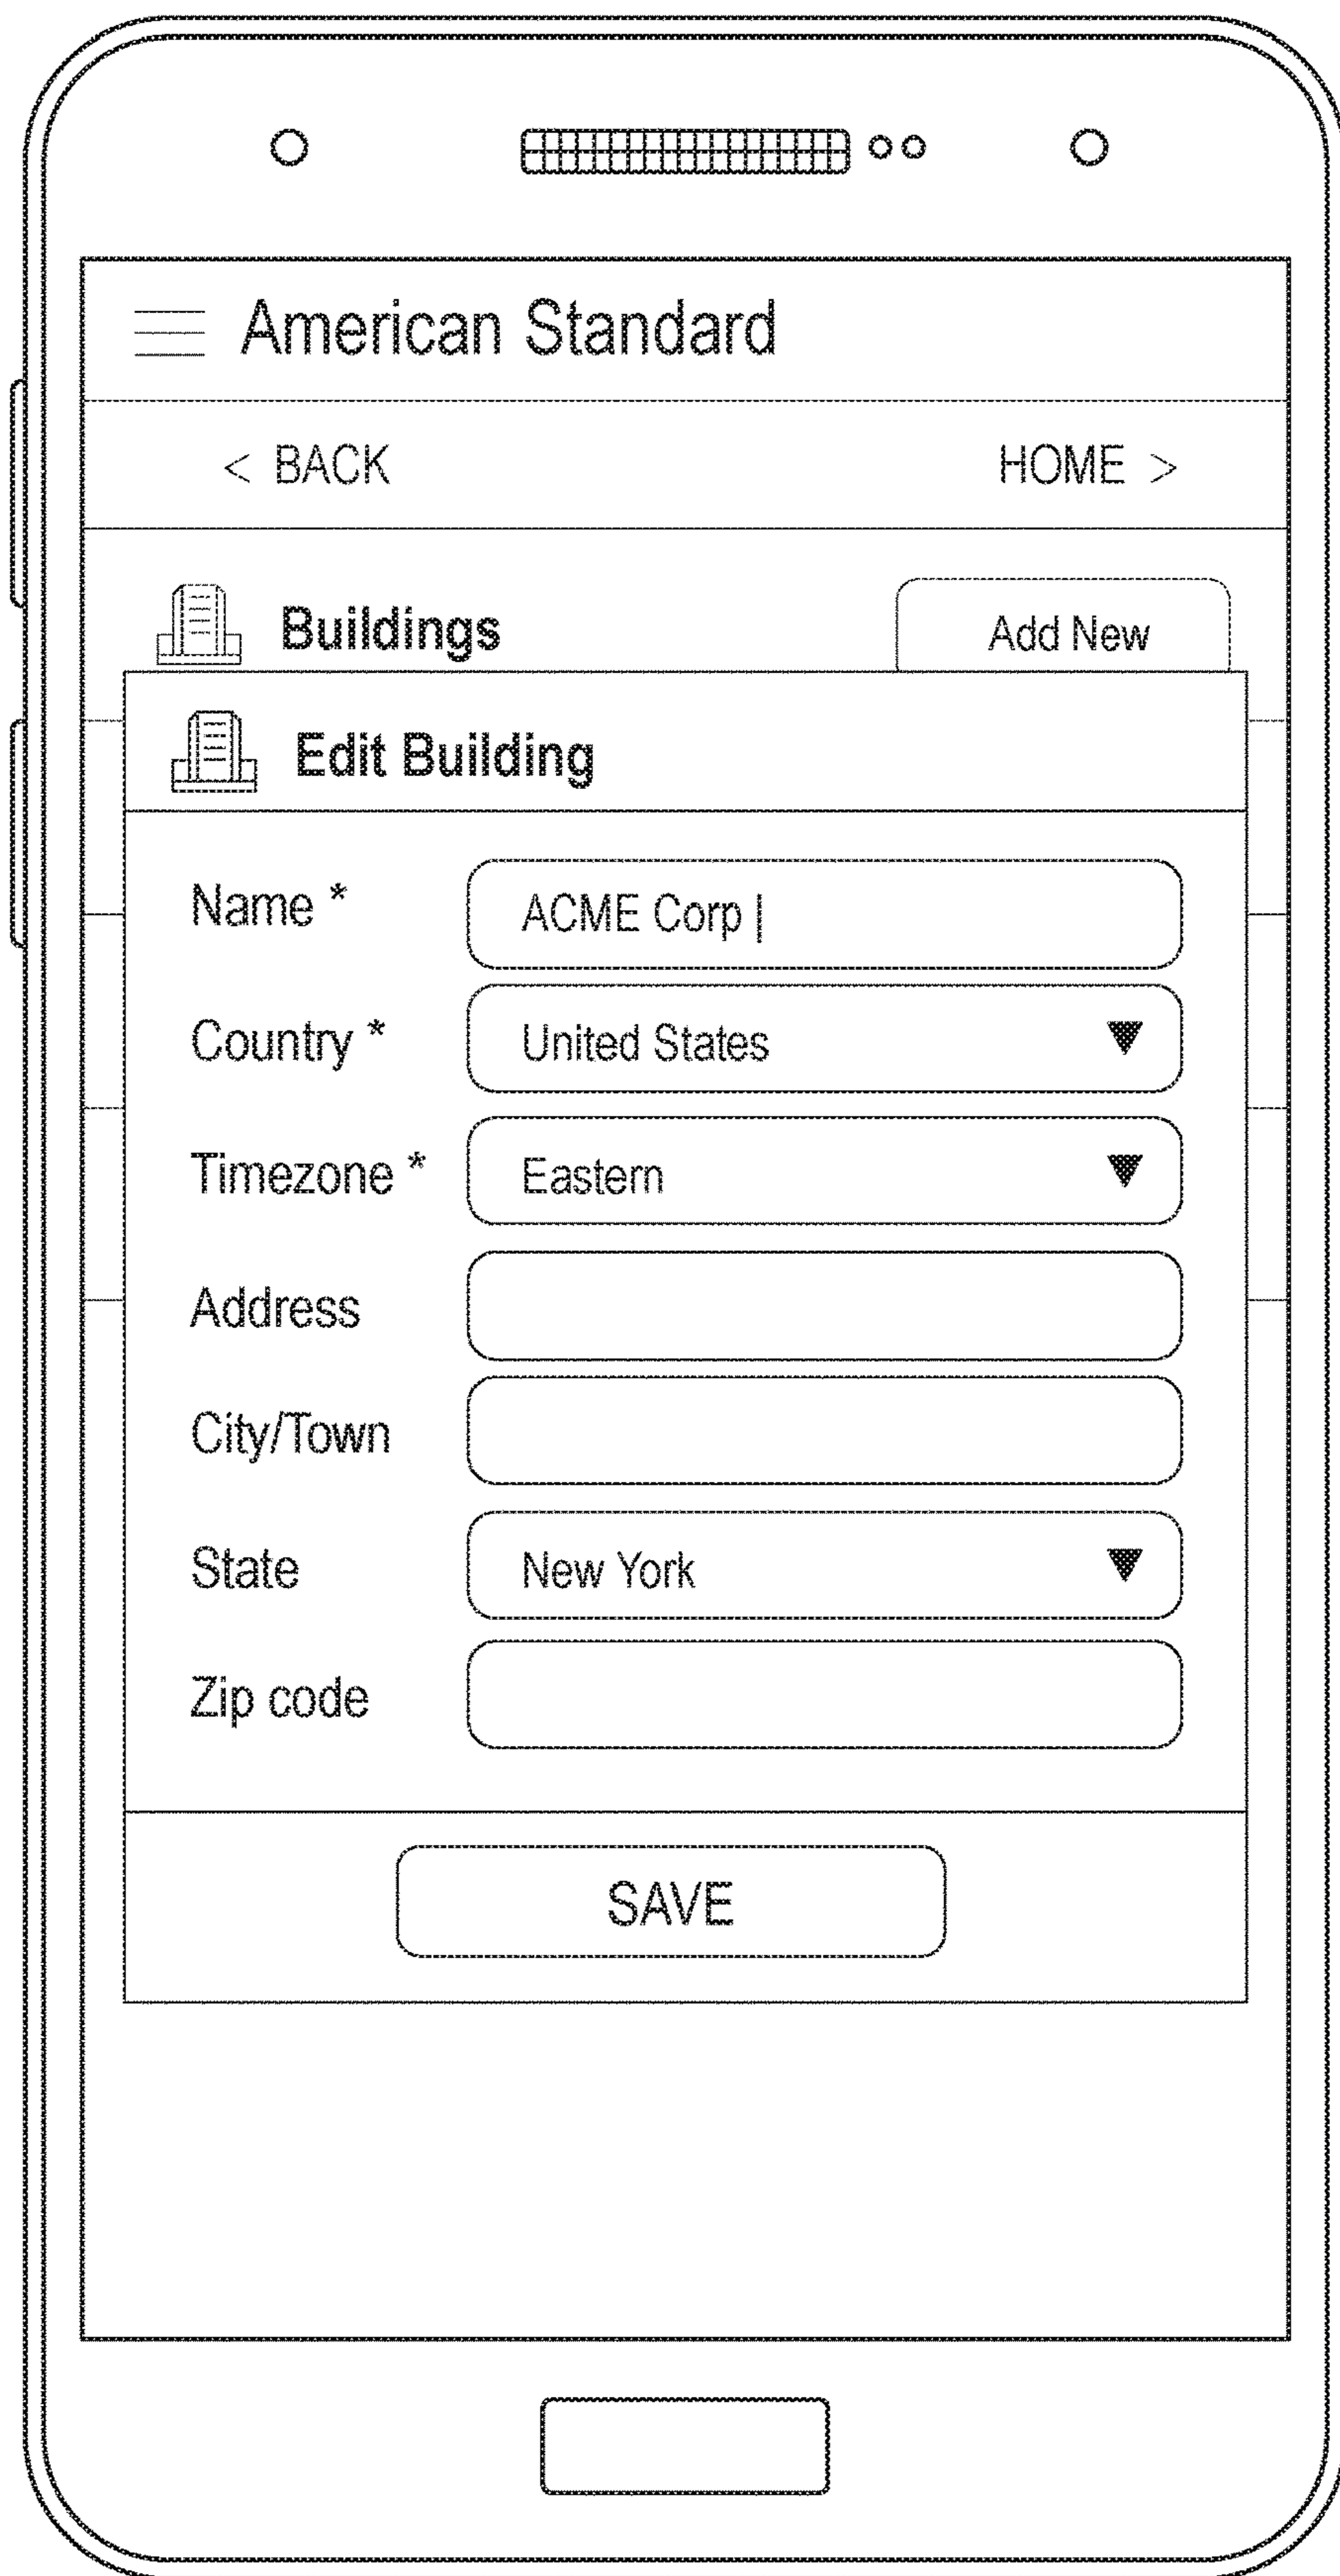 American Standard
< BACK HOME >
Buildings Add New
Edit Building
Name * ACME Corp |
Country * United States
Timezone * Eastern
Address
City/Town
State New York
Zip code
SAVE